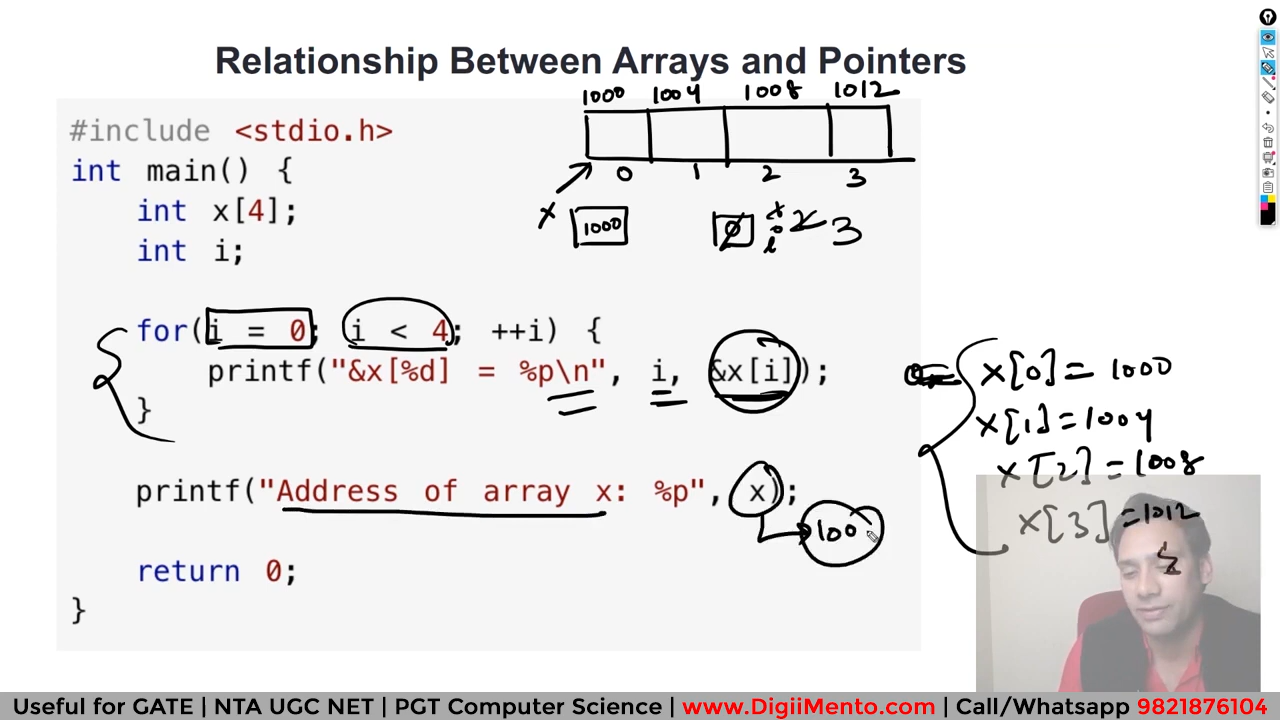 Relationship Between Arrays and Pointers
1000 1004 1008 1012
#include <stdio.h>
int main() {
0 1 2 3
int x[4];
x 1000 0 x 0 1 2 3
int i;
for(i = 0; i < 4; ++i) {
printf("&x[%d] = %p\n", i, &x[i]);
x[0] = 1000
}
x[1] = 1004
x[2] = 1008
printf("Address of array x: %p", x);
x[3] = 1012
100
return 0;
}
Useful for GATE | NTA UGC NET | PGT Computer Science | www.DigiiMento.com | Call/Whatsapp 9821876104